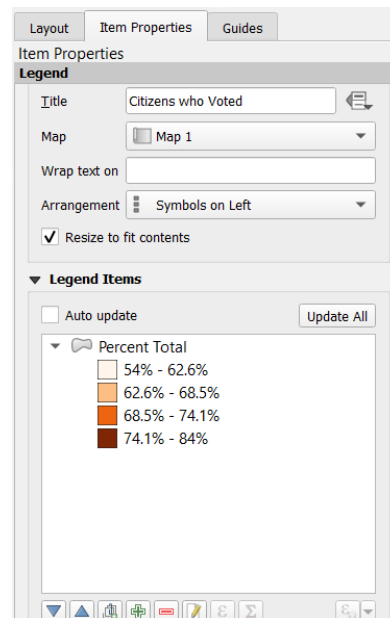 Layout Item Properties Guides
Item Properties
Legend
Title Citizens who Voted
Map Map 1
Wrap text on
Arrangement Symbols on Left
Resize to fit contents
Legend Items
Auto update Update All
Percent Total
54% - 62.6%
62.6% - 68.5%
68.5% - 74.1%
74.1% - 84%
ε Σ ε